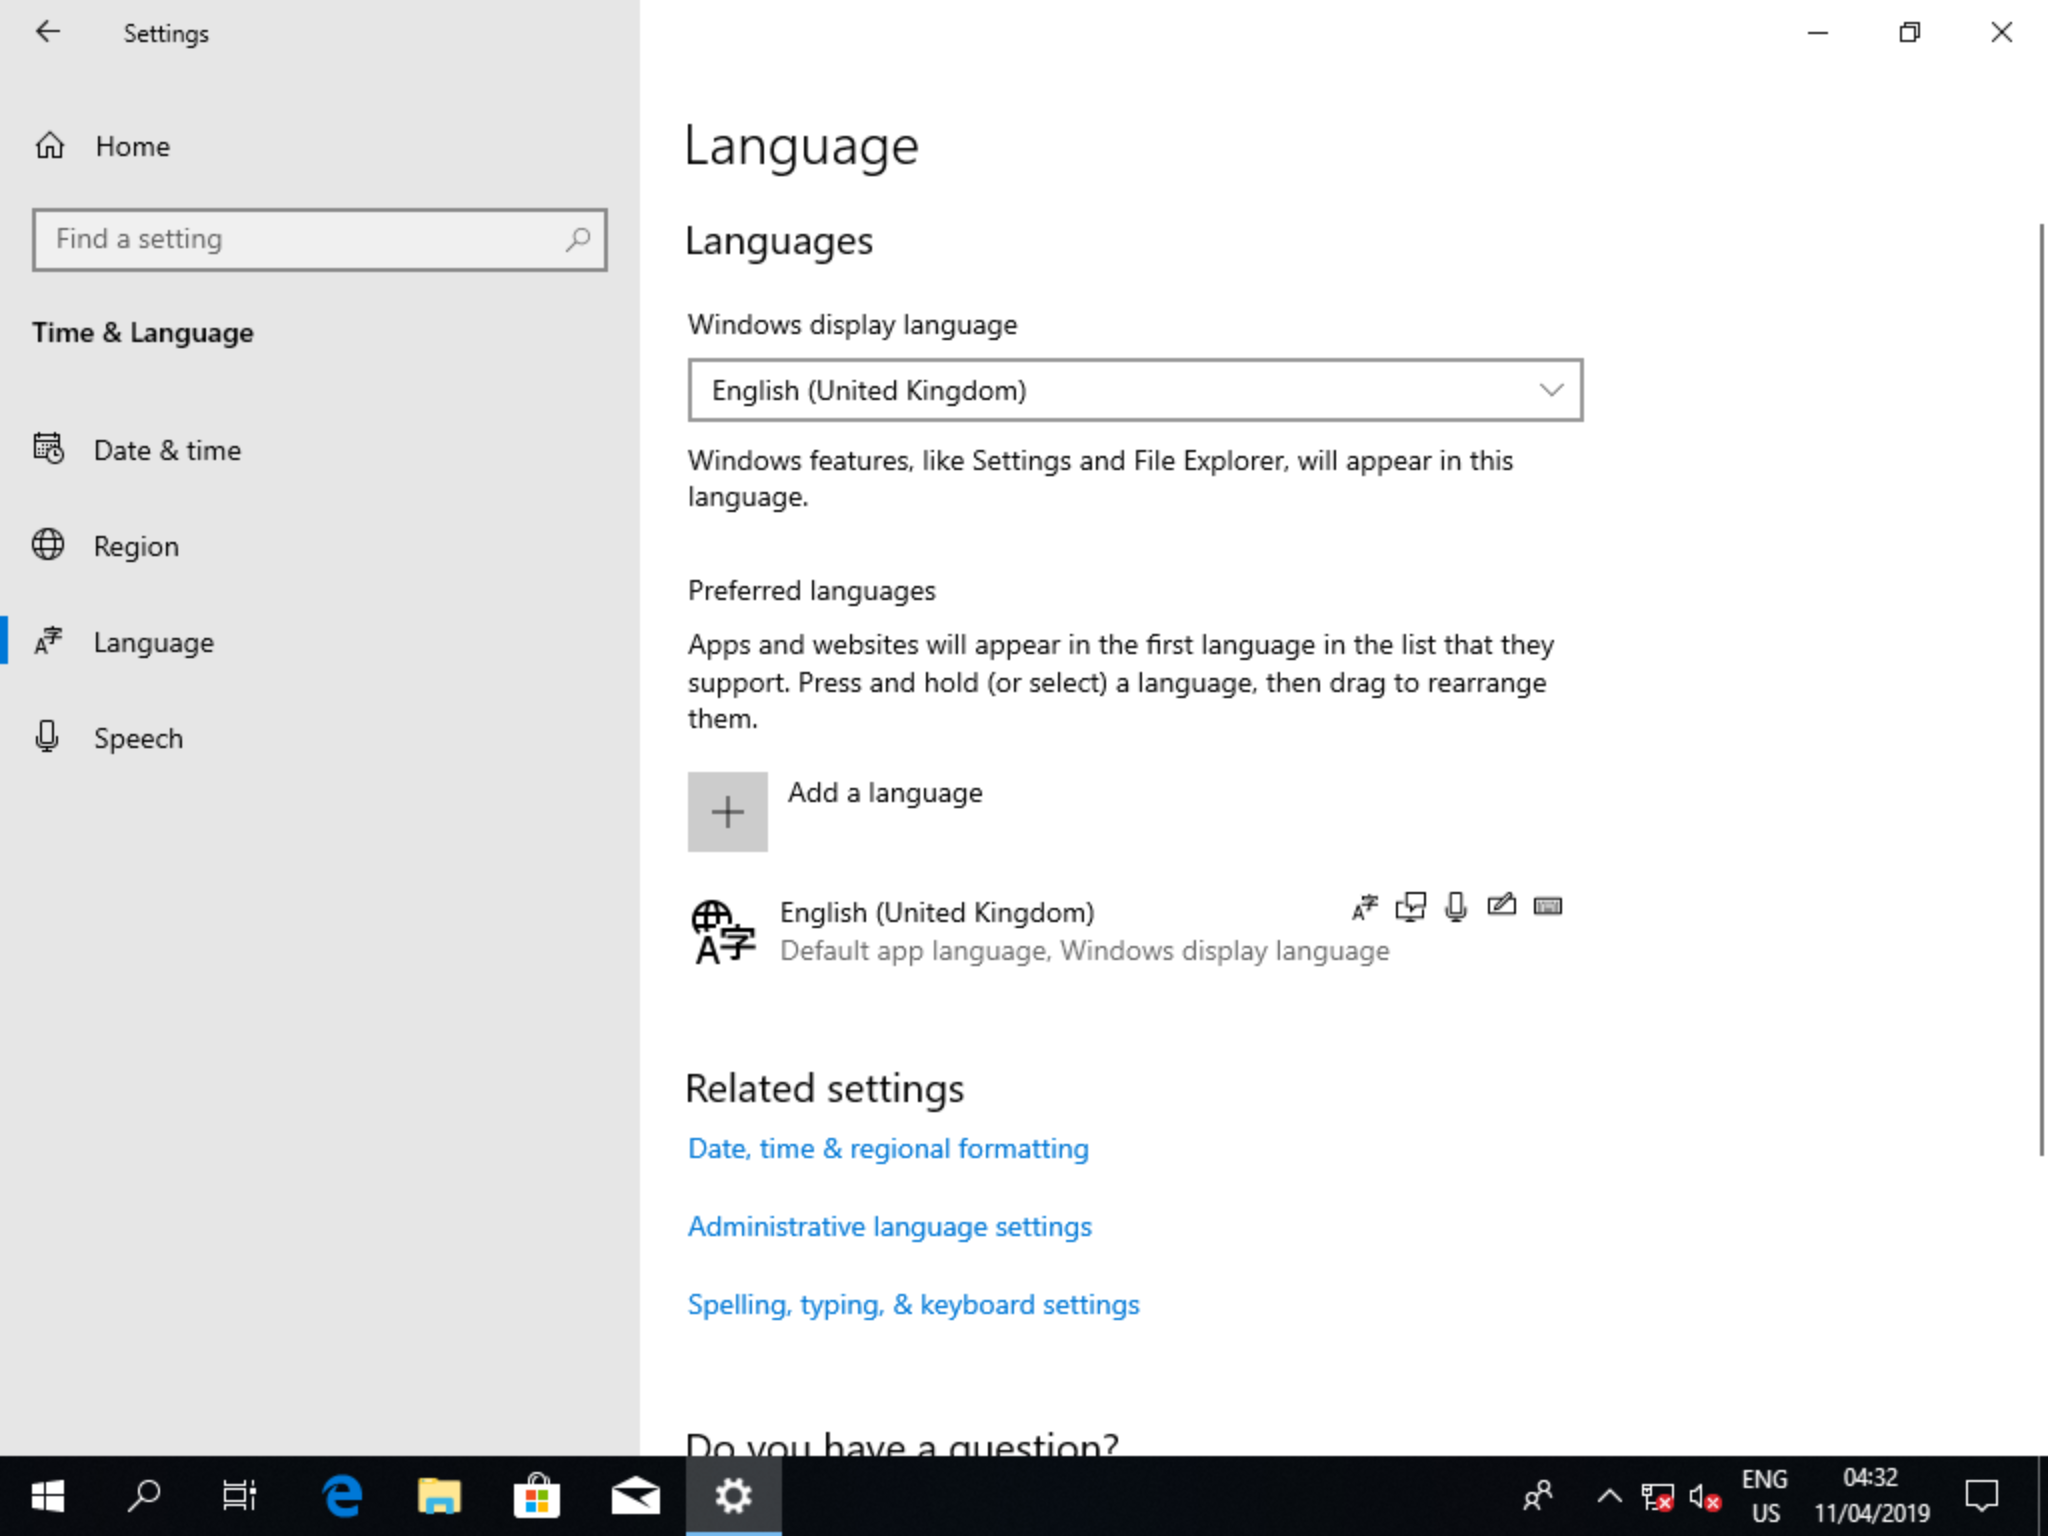 Settings
Home
Find a setting
Time & Language
Date & time
Region
Language
Speech
Language
Languages
Windows display language
English (United Kingdom)
Windows features, like Settings and File Explorer, will appear in this
language.
Preferred languages
Apps and websites will appear in the first language in the list that they
support. Press and hold (or select) a language, then drag to rearrange
them.
Add a language
English (United Kingdom)
Default app language, Windows display language
Related settings
Date, time & regional formatting
Administrative language settings
Spelling, typing, & keyboard settings
Do you have a question?
ENG
US
04:32
11/04/2019